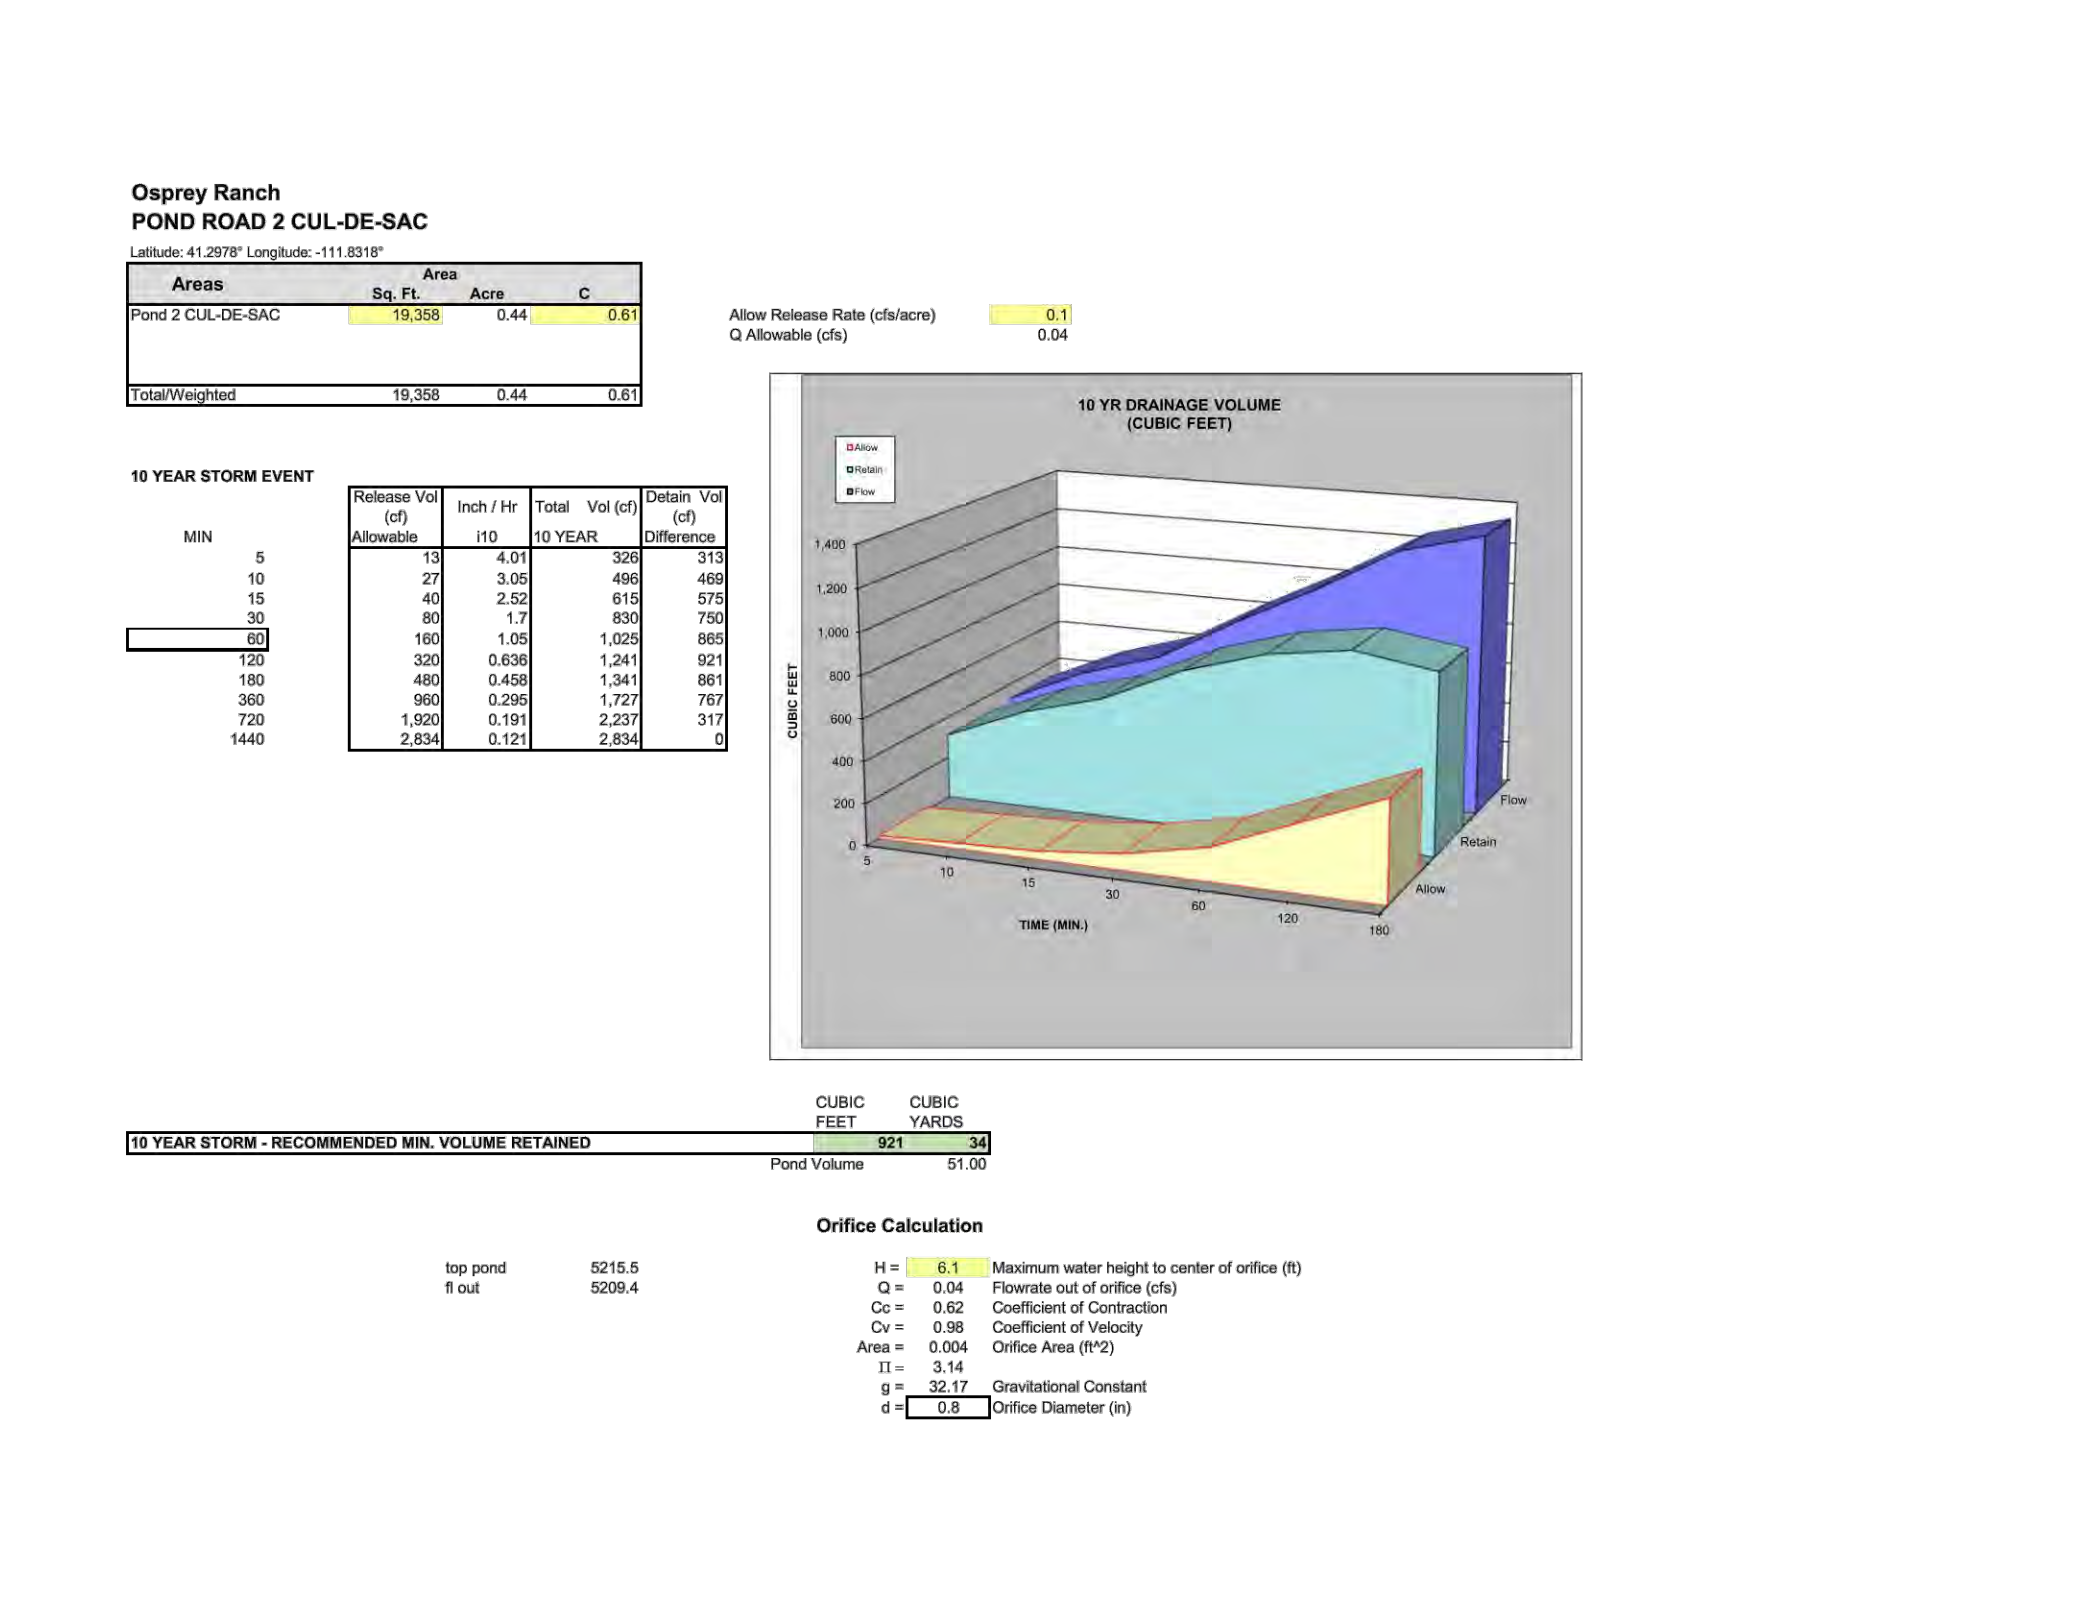 Osprey Ranch
POND ROAD 2 CUL-DE-SAC
Latitude: 41.2978° Longitude: -111.8318°
Areas Area
Sq. Ft. Acre C
Pond 2 CUL-DE-SAC 19,358 0.44 0.61
Total/Weighted 19,358 0.44 0.61
Allow Release Rate (cfs/acre) 0.1
Q Allowable (cfs) 0.04
10 YEAR STORM EVENT
Release Vol Inch / Hr Total Vol (cf) Detain Vol
(cf) (cf)
MIN Allowable i10 10 YEAR Difference
5 13 4.01 326 313
10 27 3.05 496 469
15 40 2.52 615 575
30 80 1.7 830 750
60 160 1.05 1,025 865
120 320 0.636 1,241 921
180 480 0.458 1,341 861
360 960 0.295 1,727 767
720 1,920 0.191 2,237 317
1440 2,834 0.121 2,834 0
10 YR DRAINAGE VOLUME
(CUBIC FEET)
Allow
Retain
Flow
CUBIC FEET
1,400
1,200
1,000
800
600
400
200
0
5
10
15
30
60
120
180
TIME (MIN.)
Flow
Retain
Allow
CUBIC CUBIC
FEET YARDS
10 YEAR STORM - RECOMMENDED MIN. VOLUME RETAINED 921 34
Pond Volume 51.00
Orifice Calculation
top pond 5215.5
fl out 5209.4
H = 6.1 Maximum water height to center of orifice (ft)
Q = 0.04 Flowrate out of orifice (cfs)
Cc = 0.62 Coefficient of Contraction
Cv = 0.98 Coefficient of Velocity
Area = 0.004 Orifice Area (ft^2)
Π = 3.14
g = 32.17 Gravitational Constant
d = 0.8 Orifice Diameter (in)